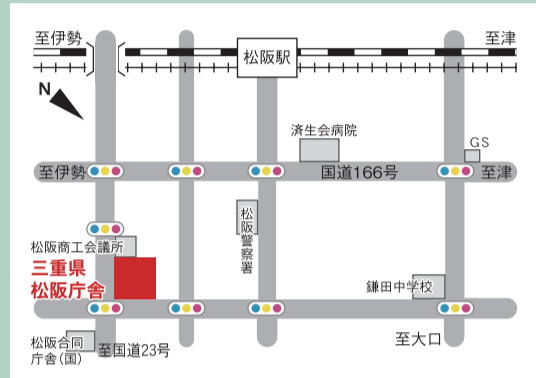 至伊勢
松阪駅
至津
N
済生会病院
GS
至伊勢
国道166号
至津
松阪警察署
松阪商工会議所
三重県
松阪庁舎
鎌田中学校
松阪合同
庁舎(国)
至国道23号
至大口